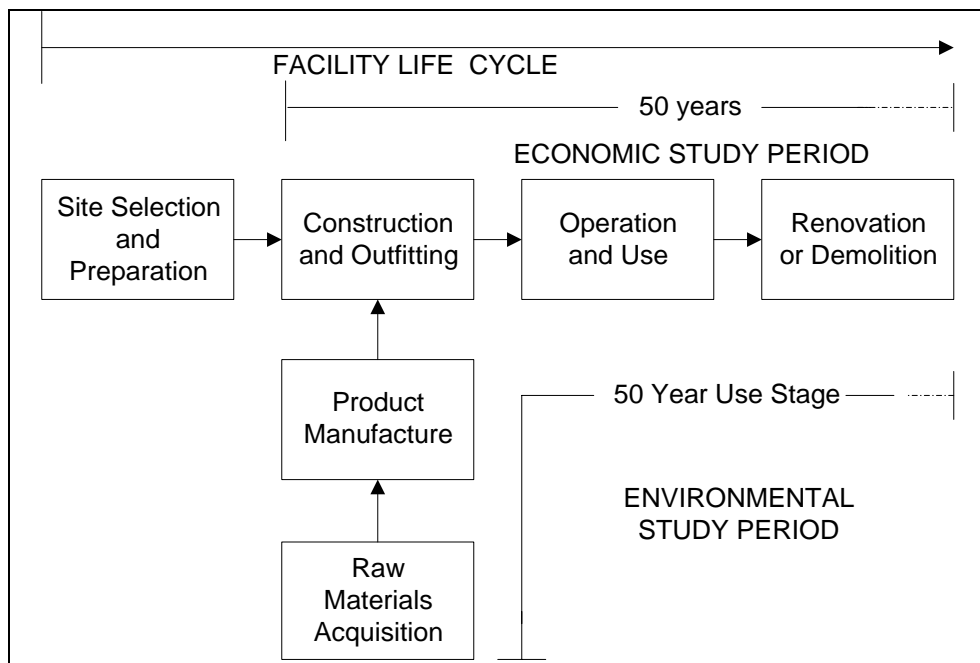 FACILITY LIFE CYCLE
50 years
ECONOMIC STUDY PERIOD
Site Selection
and
Preparation
Construction
and Outfitting
Operation
and Use
Renovation
or Demolition
Product
Manufacture
50 Year Use Stage
ENVIRONMENTAL
STUDY PERIOD
Raw
Materials
Acquisition